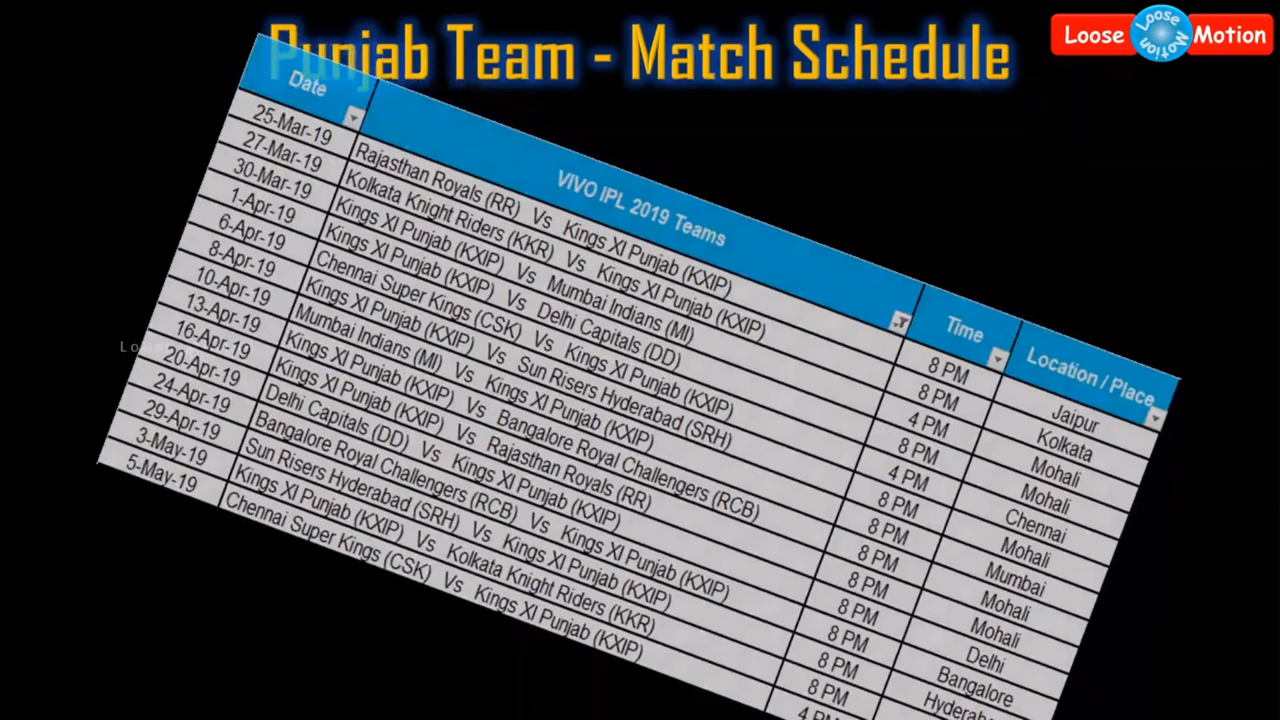 Punjab Team - Match Schedule
Loose Loose Motion Motion
Date VIVO IPL 2019 Teams Time Location / Place
25-Mar-19 Rajasthan Royals (RR) Vs Kings XI Punjab (KXIP) 8 PM Jaipur
27-Mar-19 Kolkata Knight Riders (KKR) Vs Kings XI Punjab (KXIP) 8 PM Kolkata
30-Mar-19 Kings XI Punjab (KXIP) Vs Mumbai Indians (MI) 4 PM Mohali
1-Apr-19 Kings XI Punjab (KXIP) Vs Delhi Capitals (DD) 8 PM Mohali
6-Apr-19 Chennai Super Kings (CSK) Vs Kings XI Punjab (KXIP) 4 PM Chennai
8-Apr-19 Kings XI Punjab (KXIP) Vs Sun Risers Hyderabad (SRH) 8 PM Mohali
10-Apr-19 Mumbai Indians (MI) Vs Kings XI Punjab (KXIP) 8 PM Mumbai
13-Apr-19 Kings XI Punjab (KXIP) Vs Bangalore Royal Challengers (RCB) 8 PM Mohali
16-Apr-19 Kings XI Punjab (KXIP) Vs Rajasthan Royals (RR) 8 PM Mohali
20-Apr-19 Delhi Capitals (DD) Vs Kings XI Punjab (KXIP) 8 PM Delhi
24-Apr-19 Bangalore Royal Challengers (RCB) Vs Kings XI Punjab (KXIP) 8 PM Bangalore
29-Apr-19 Sun Risers Hyderabad (SRH) Vs Kings XI Punjab (KXIP) 8 PM
3-May-19 Kings XI Punjab (KXIP) Vs Kolkata Knight Riders (KKR) 8 PM
5-May-19 Chennai Super Kings (CSK) Vs Kings XI Punjab (KXIP) 4 PM